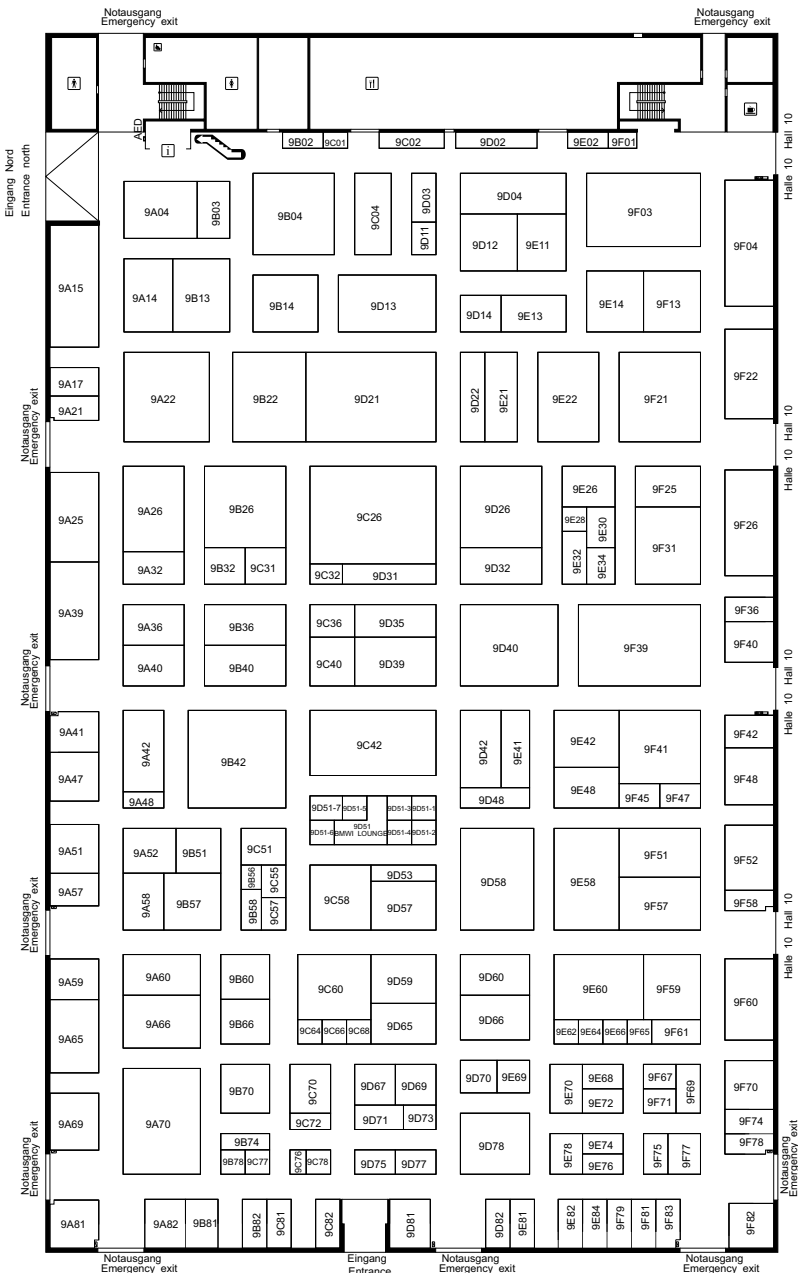 Notausgang
Emergency exit
Notausgang
Emergency exit
AED
i
Eingang Nord
Entrance north
Halle 10 Hall 10
9B02
9C01
9C02
9D02
9E02
9F01
9A04
9B03
9B04
9C04
9D03
9D11
9D04
9D12
9E11
9F03
9F04
9A15
9A14
9B13
9B14
9D13
9D14
9E13
9E14
9F13
9A17
9A21
9A22
9B22
9D21
9D22
9E21
9E22
9F21
9F22
Notausgang
Emergency exit
Halle 10 Hall 10
9A25
9A26
9B26
9C26
9D26
9E26
9F25
9F26
9E28
9E30
9F31
9A32
9B32
9C31
9C32
9D31
9D32
9E32
9E34
9A39
9A36
9B36
9C36
9D35
9D40
9F39
9F36
9A40
9B40
9C40
9D39
9F40
Notausgang
Emergency exit
Halle 10 Hall 10
9A41
9A42
9B42
9C42
9D42
9E41
9E42
9F41
9F42
9A47
9A48
9D48
9E48
9F45
9F47
9F48
9D51-7
9D51-5
9D51-3
9D51-1
9D51
BMWI LOUNGE
9D51-6
9D51-4
9D51-2
9A51
9A52
9B51
9C51
9D58
9E58
9F51
9F52
9B56
9C55
9D53
9A57
9A58
9B57
9B58
9C57
9C58
9D57
9F57
9F58
Notausgang
Emergency exit
Halle 10 Hall 10
9A59
9A60
9B60
9C60
9D59
9D60
9E60
9F59
9F60
9A65
9A66
9B66
9C64
9C66
9C68
9D65
9D66
9E62
9E64
9E66
9F65
9F61
9A69
9A70
9B70
9C70
9C72
9D67
9D69
9D71
9D73
9D70
9E69
9E70
9E68
9E72
9F67
9F71
9F69
9F70
9F74
9F78
9B74
9B78
9C77
9C76
9C78
9D75
9D77
9D78
9E78
9E74
9E76
9F75
9F77
Notausgang
Emergency exit
Notausgang
Emergency exit
9A81
9A82
9B81
9B82
9C81
9C82
9D81
9D82
9E81
9E82
9E84
9F79
9F81
9F83
9F82
Notausgang
Emergency exit
Eingang
Entrance
Notausgang
Emergency exit
Notausgang
Emergency exit